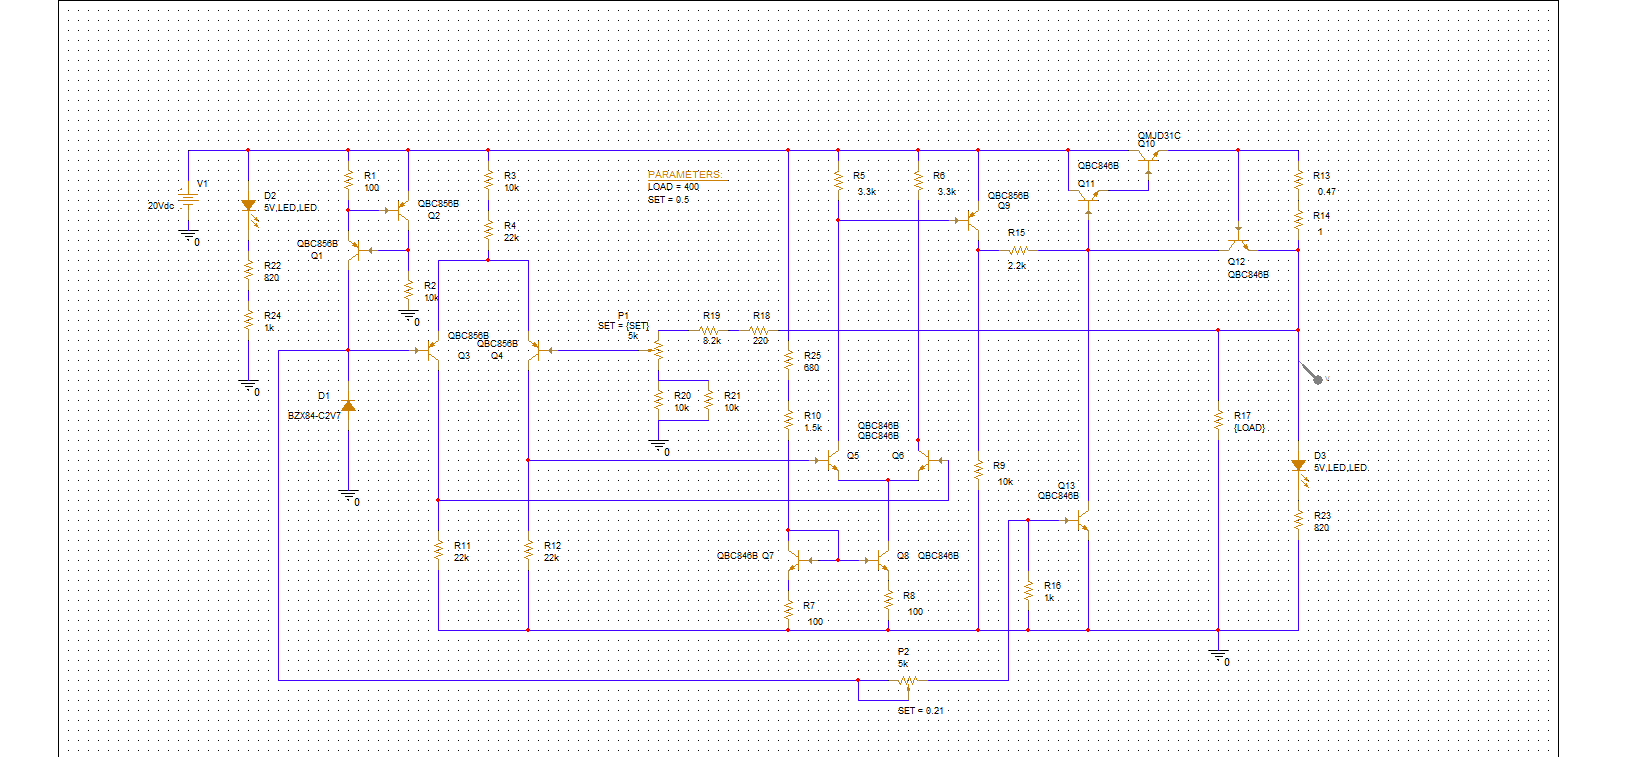 QMJD31C
Q10
V1
20Vdc
0
D2
5V,LED,LED.
R22
820
R24
1k
0
R1
100
QBC856B
Q2
QBC856B
Q1
R2
10k
0
D1
BZX84-C2V7
0
R3
10k
R4
22k
QBC856B
Q3
QBC856B
Q4
PARAMETERS:
LOAD = 400
SET = 0.5
P1
SET = {SET}
5k
R19
8.2k
R18
220
R20
10k
R21
10k
0
R25
680
R10
1.5k
R5
3.3k
R6
3.3k
QBC856B
Q9
QBC846B
Q11
R15
2.2k
Q12
QBC846B
R13
0.47
R14
1
QBC846B
QBC846B
Q5
Q6
R9
10k
Q13
QBC846B
R17
{LOAD}
V
D3
5V,LED,LED.
R23
820
R11
22k
R12
22k
QBC846B Q7
Q8 QBC846B
R7
100
R8
100
R16
1k
0
P2
5k
SET = 0.21